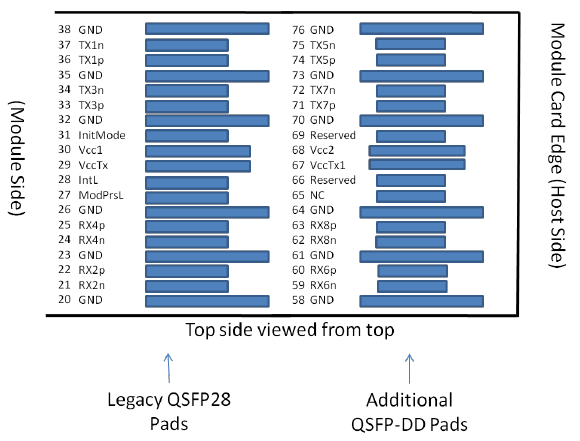 38 GND 76 GND
37 TX1n 75 TX5n
36 TX1p 74 TX5p
35 GND 73 GND
34 TX3n 72 TX7n
33 TX3p 71 TX7p
32 GND 70 GND
31 InitMode 69 Reserved
30 Vcc1 68 Vcc2
29 VccTx 67 VccTx1
28 IntL 66 Reserved
27 ModPrsL 65 NC
26 GND 64 GND
25 RX4p 63 RX8p
24 RX4n 62 RX8n
23 GND 61 GND
22 RX2p 60 RX6p
21 RX2n 59 RX6n
20 GND 58 GND
(Module Side)
Module Card Edge (Host Side)
Top side viewed from top
Legacy QSFP28
Pads
Additional
QSFP-DD Pads